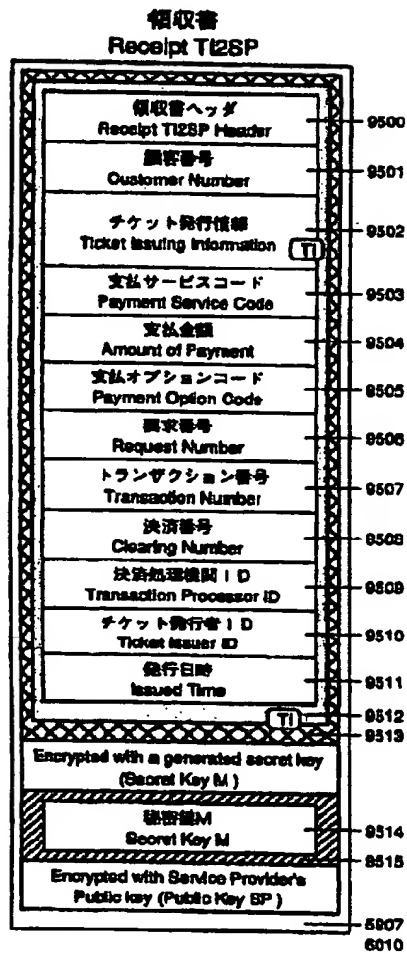 領収書
Receipt TI2SP
領収書ヘッダ
Receipt TI2SP Header
9500
顧客番号
Customer Number
9501
チケット発行情報
Ticket Issuing Information
TI
9502
支払サービスコード
Payment Service Code
9503
支払金額
Amount of Payment
9504
支払オプションコード
Payment Option Code
9505
要求番号
Request Number
9506
トランザクション番号
Transaction Number
9507
決済番号
Clearing Number
9508
決済処理機関ID
Transaction Processor ID
9509
チケット発行者ID
Ticket Issuer ID
9510
発行日時
Issued Time
9511
TI
9512
9513
Encrypted with a generated secret key
(Secret Key M)
秘密鍵M
Secret Key M
9514
9515
Encrypted with Service Provider's
Public key (Public Key SP)
5907
6010